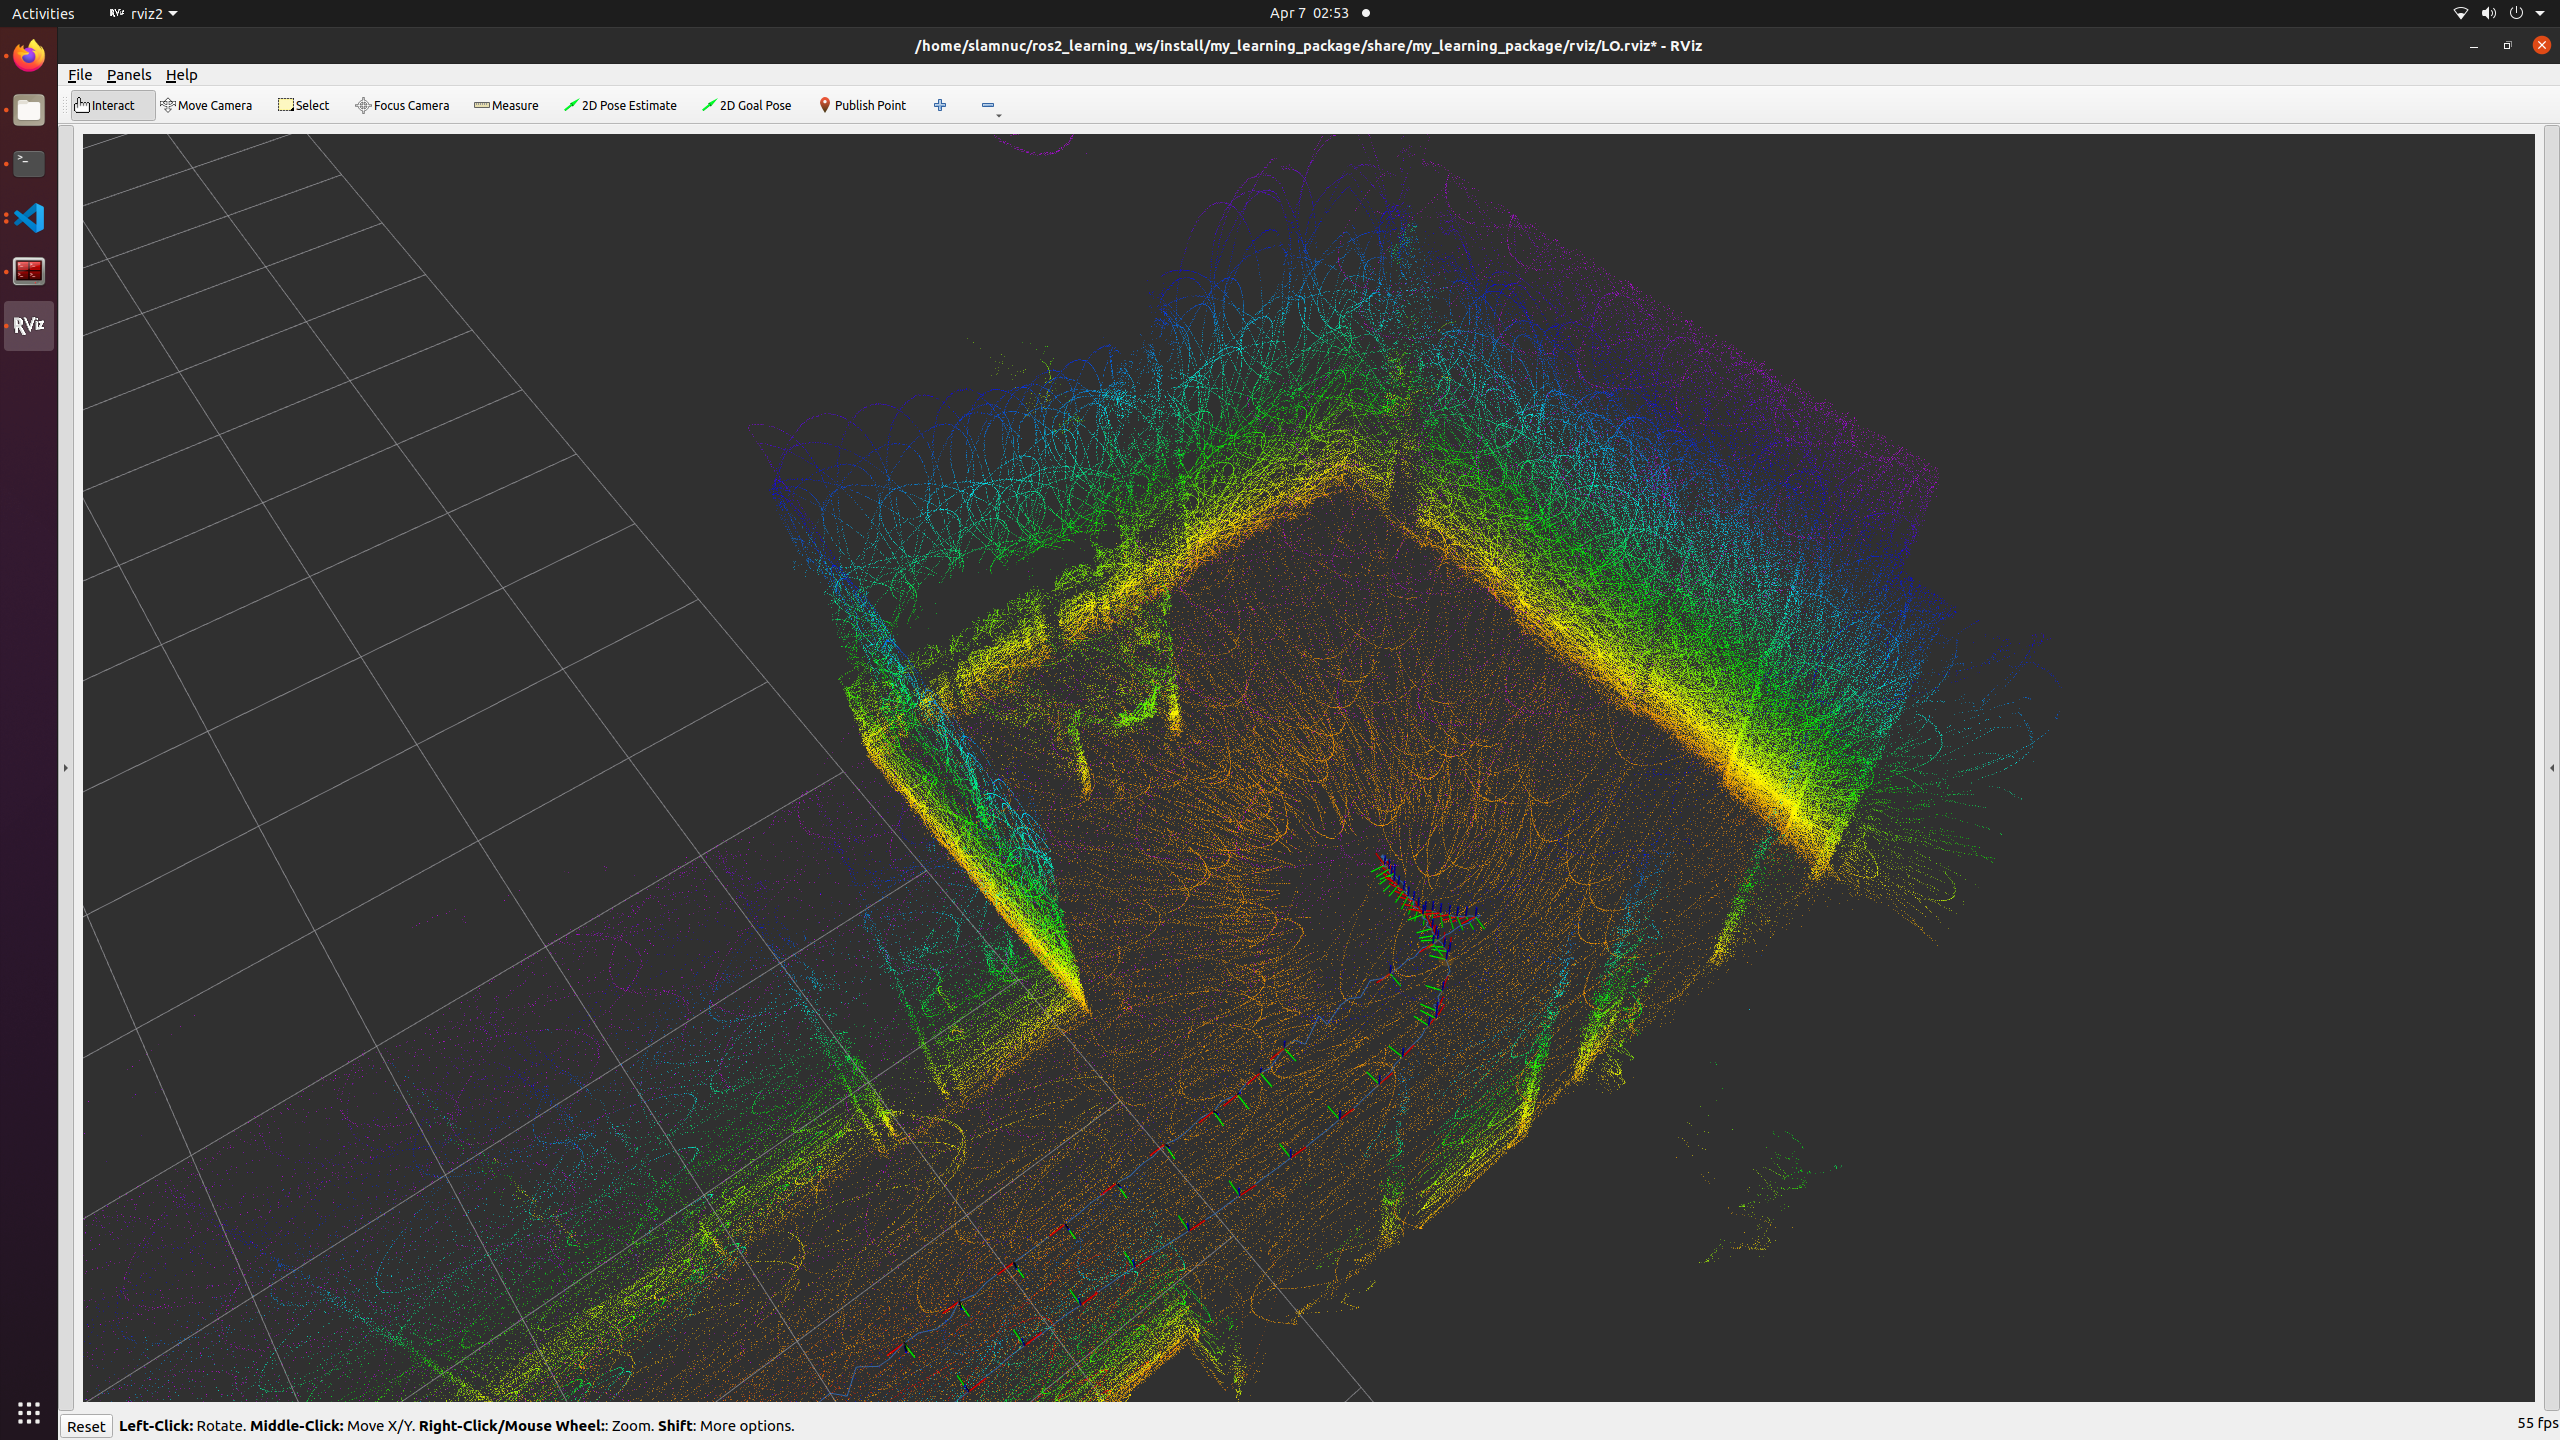 Activities RViz rviz2 Apr 7 02:53
/home/slamnuc/ros2_learning_ws/install/my_learning_package/share/my_learning_package/rviz/LO.rviz* - RViz
File Panels Help
Interact Move Camera Select Focus Camera Measure 2D Pose Estimate 2D Goal Pose Publish Point
RViz
Reset Left-Click: Rotate. Middle-Click: Move X/Y. Right-Click/Mouse Wheel:: Zoom. Shift: More options. 55 fps